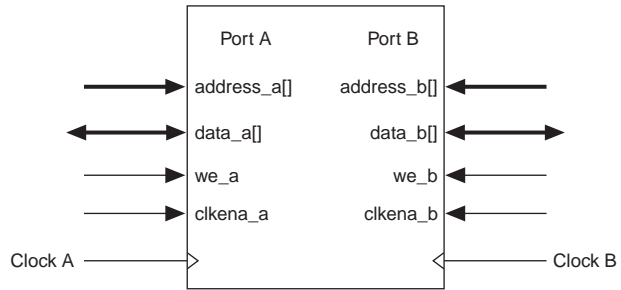 Port A Port B
address_a[] address_b[]
data_a[] data_b[]
we_a we_b
clkena_a clkena_b
Clock A Clock B